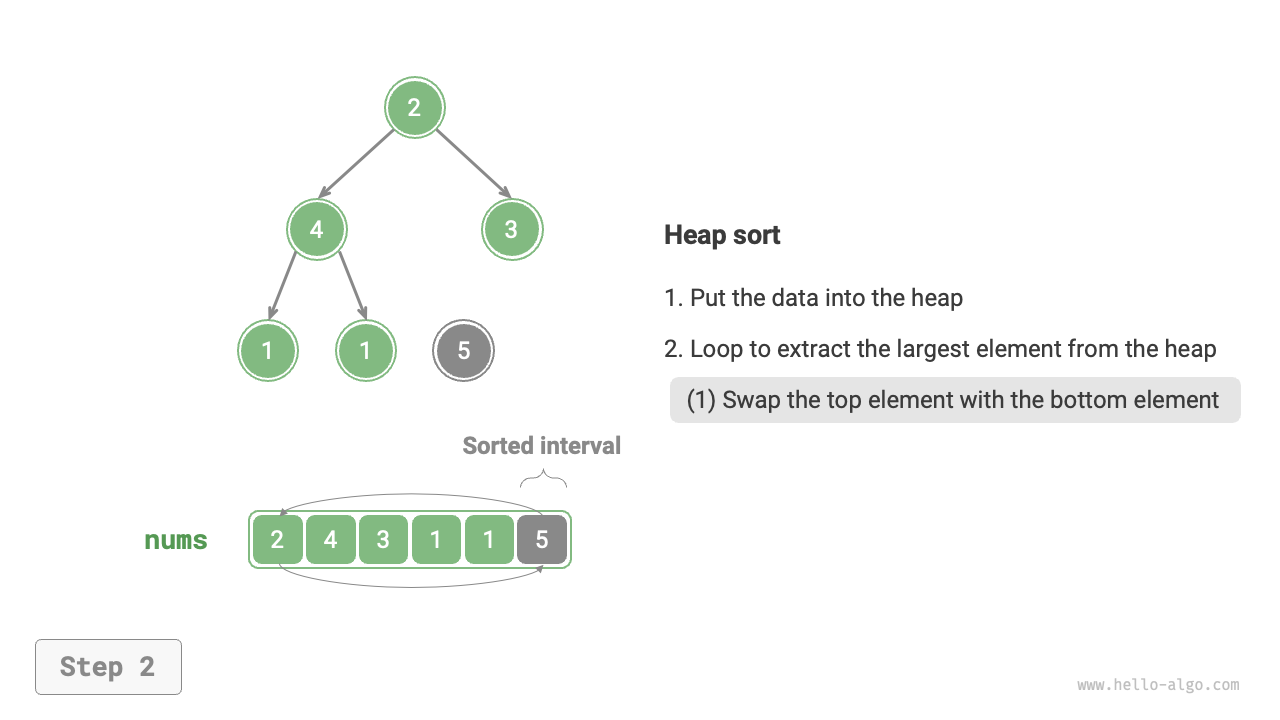 2
4
3
1
1
5
Heap sort
1. Put the data into the heap
2. Loop to extract the largest element from the heap
(1) Swap the top element with the bottom element
Sorted interval
nums 2 4 3 1 1 5
Step 2
www.hello-algo.com